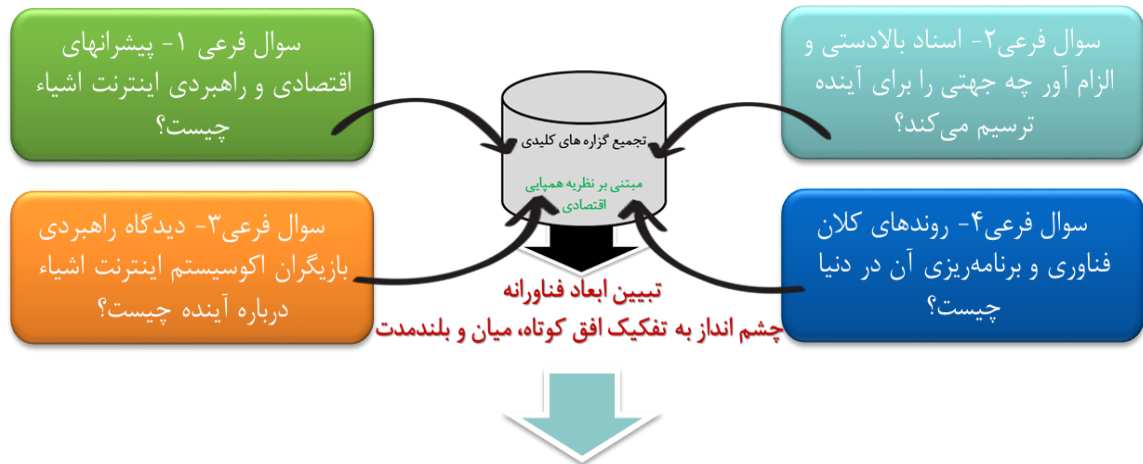 سوال فرعی ۱- پیشرانهای
اقتصادی و راهبردی اینترنت اشیاء
چیست؟
سوال فرعی۲- اسناد بالادستی و
الزام آور چه جهتی را برای آینده
ترسیم می‌کند؟
تجمیع گزاره های کلیدی
مبتنی بر نظریه همپایی
اقتصادی
سوال فرعی۳- دیدگاه راهبردی
بازیگران اکوسیستم اینترنت اشیاء
درباره آینده چیست؟
سوال فرعی۴- روندهای کلان
فناوری و برنامه‌ریزی آن در دنیا
چیست؟
تبیین ابعاد فناورانه
چشم انداز به تفکیک افق کوتاه، میان و بلندمدت